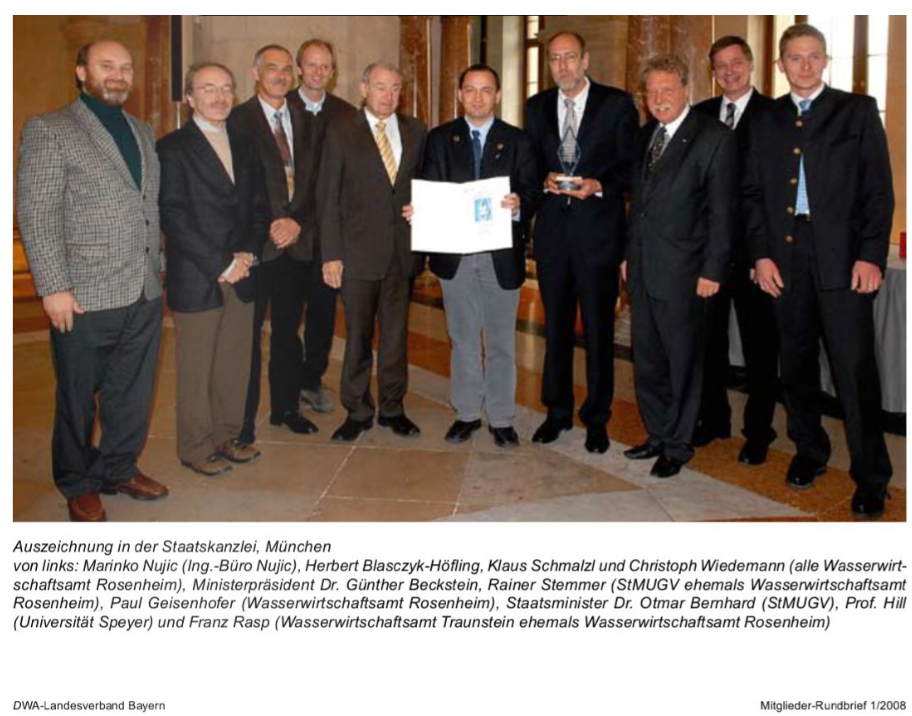 Auszeichnung in der Staatskanzlei, München
von links: Marinko Nujic (Ing.-Büro Nujic), Herbert Blasczyk-Höfling, Klaus Schmalzl und Christoph Wiedemann (alle Wasserwirt-
schaftsamt Rosenheim), Ministerpräsident Dr. Günther Beckstein, Rainer Stemmer (StMUGV ehemals Wasserwirtschaftsamt
Rosenheim), Paul Geisenhofer (Wasserwirtschaftsamt Rosenheim), Staatsminister Dr. Otmar Bernhard (StMUGV), Prof. Hill
(Universität Speyer) und Franz Rasp (Wasserwirtschaftsamt Traunstein ehemals Wasserwirtschaftsamt Rosenheim)
DWA-Landesverband Bayern
Mitglieder-Rundbrief 1/2008